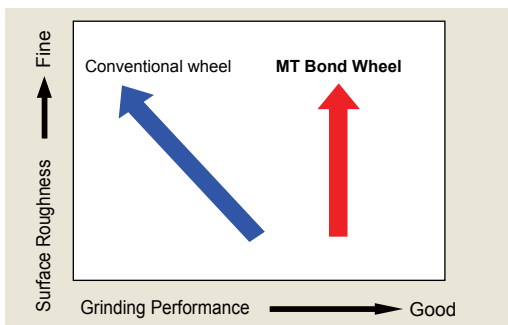 Conventional wheel
MT Bond Wheel
Surface Roughness
Fine
Grinding Performance
Good